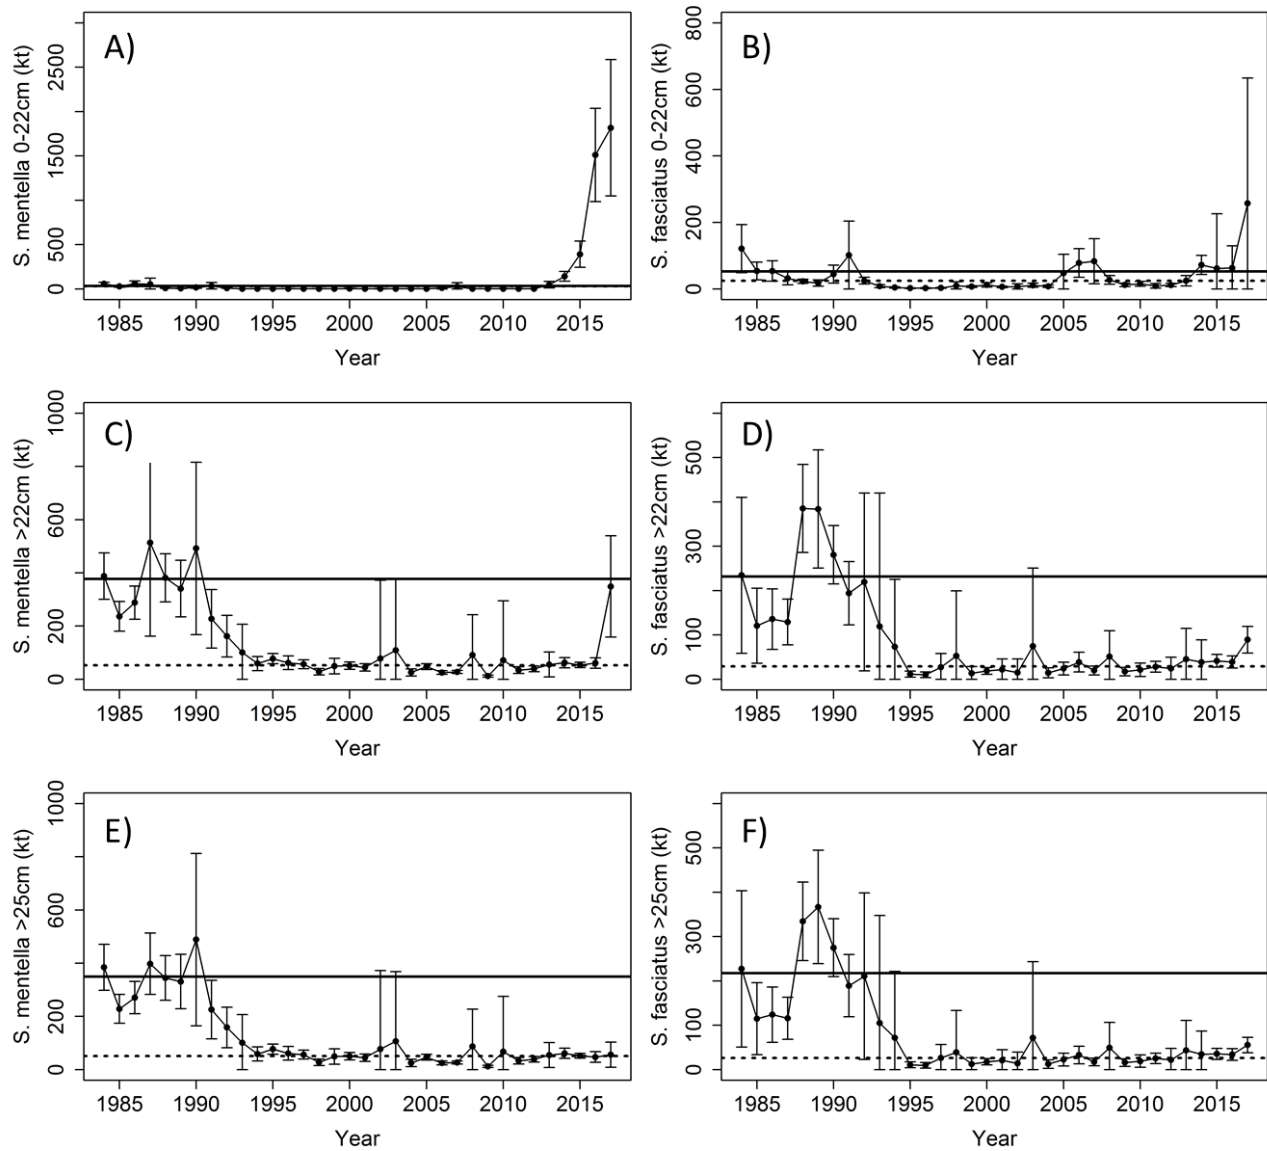 A)
S. mentella 0-22cm (kt)
2500
1500
500
0
1985 1990 1995 2000 2005 2010 2015
Year
B)
S. fasciatus 0-22cm (kt)
800
600
400
200
0
1985 1990 1995 2000 2005 2010 2015
Year
C)
S. mentella >22cm (kt)
1000
600
200
0
1985 1990 1995 2000 2005 2010 2015
Year
D)
S. fasciatus >22cm (kt)
500
300
100
0
1985 1990 1995 2000 2005 2010 2015
Year
E)
S. mentella >25cm (kt)
1000
600
200
0
1985 1990 1995 2000 2005 2010 2015
Year
F)
S. fasciatus >25cm (kt)
500
300
100
0
1985 1990 1995 2000 2005 2010 2015
Year